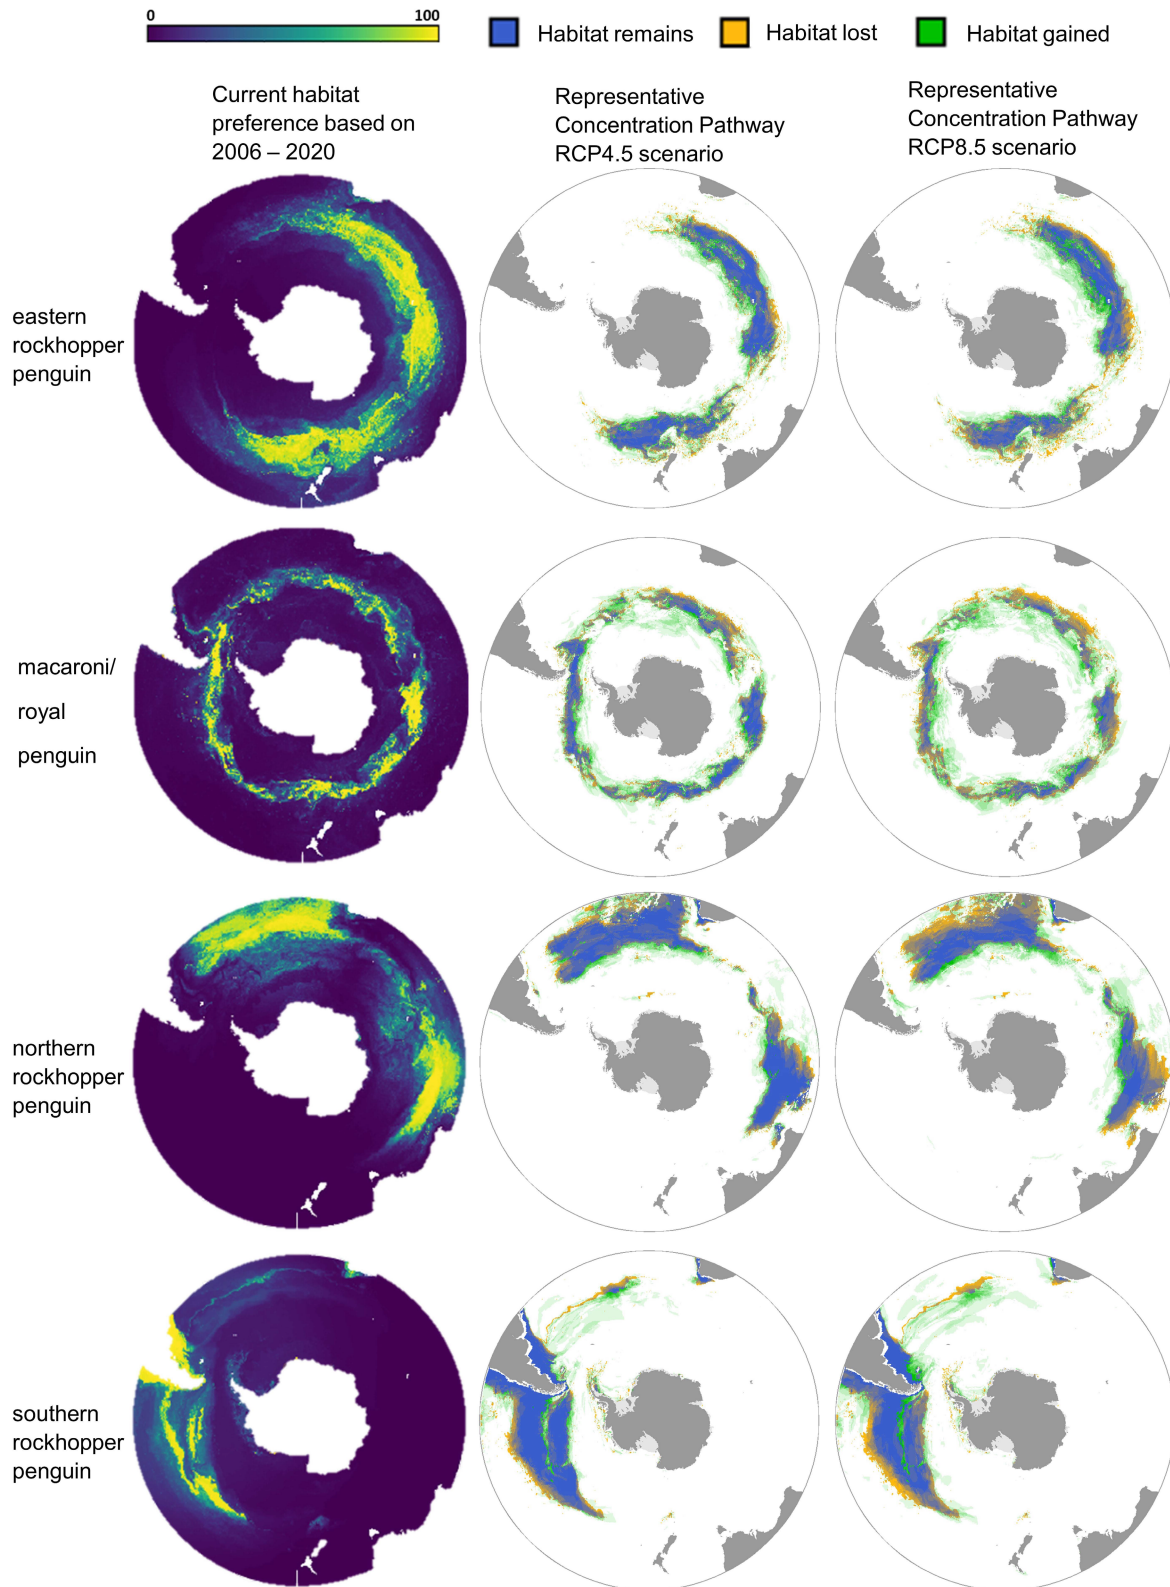 0
100
Habitat remains
Habitat lost
Habitat gained
Current habitat
preference based on
2006 – 2020
Representative
Concentration Pathway
RCP4.5 scenario
Representative
Concentration Pathway
RCP8.5 scenario
eastern
rockhopper
penguin
macaroni/
royal
penguin
northern
rockhopper
penguin
southern
rockhopper
penguin